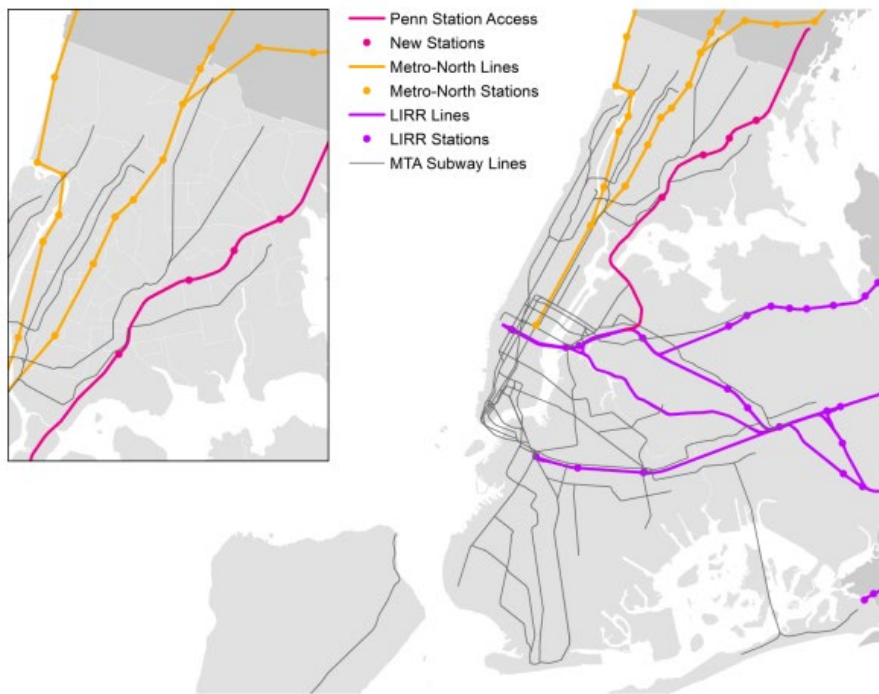 Penn Station Access
New Stations
Metro-North Lines
Metro-North Stations
LIRR Lines
LIRR Stations
MTA Subway Lines